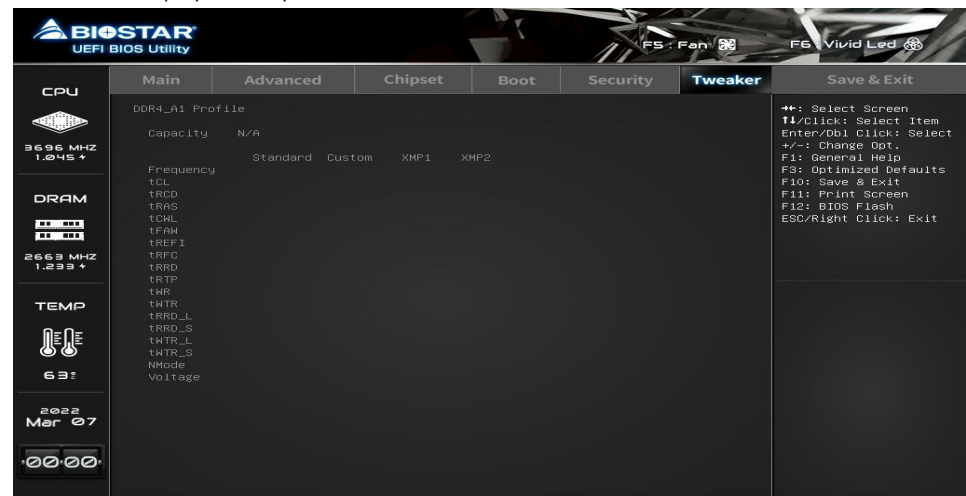 BIOSTAR
UEFI BIOS Utility
F5 : Fan
F6 Vivid Led
Main Advanced Chipset Boot Security Tweaker Save & Exit
CPU
3696 MHZ
1.045
DRAM
2663 MHZ
1.233
TEMP
63°
2022
Mar 07
00:00
DDR4_A1 Profile
Capacity N/A
Standard Custom XMP1 XMP2
Frequency
tCL
tRCD
tRAS
tCWL
tFAW
tREFI
tRFC
tRRD
tRTP
tWR
tWTR
tRRD_L
tRRD_S
tWTR_L
tWTR_S
NMode
Voltage
→←: Select Screen
↑↓/Click: Select Item
Enter/Dbl Click: Select
+/-: Change Opt.
F1: General Help
F3: Optimized Defaults
F10: Save & Exit
F11: Print Screen
F12: BIOS Flash
ESC/Right Click: Exit